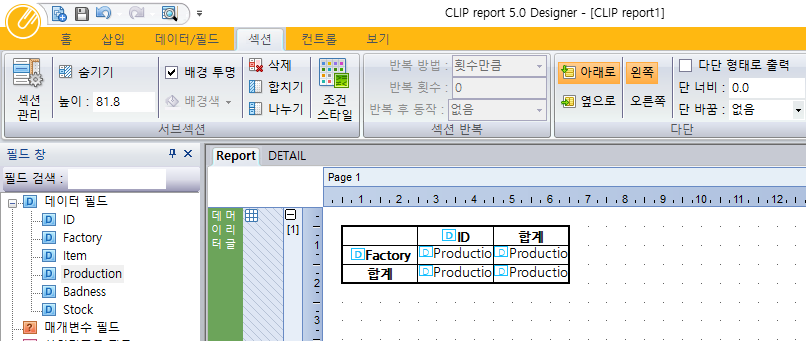 CLIP report 5.0 Designer - [CLIP report1]
홈 삽입 데이터/필드 섹션 컨트롤 보기
섹션 관리
숨기기
높이 : 81.8
배경 투명
배경색
삭제
합치기
나누기
조건 스타일
서브섹션
반복 방법 : 횟수만큼
반복 횟수 : 0
반복 후 동작 : 없음
섹션 반복
아래로
옆으로
왼쪽
오른쪽
다단 형태로 출력
단 너비 : 0.0
단 바꿈 : 없음
다단
필드 창
필드 검색 :
데이터 필드
ID
Factory
Item
Production
Badness
Stock
매개변수 필드
Report DETAIL
Page 1
1 2 3 4 5 6 7 8 9 10 11 12
데이터 머리글
[1]
1
2
3
ID 합계
Factory Productio Productio
합계 Productio Productio